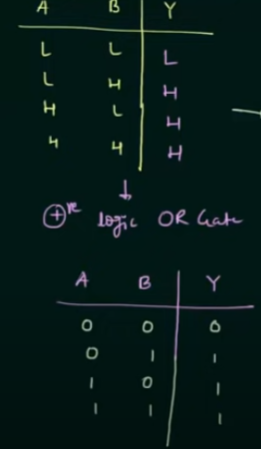 A B Y
L L L
L H H
H L H
H H H
⊕ve logic OR Gate
A B Y
0 0 0
0 1 1
1 0 1
1 1 1